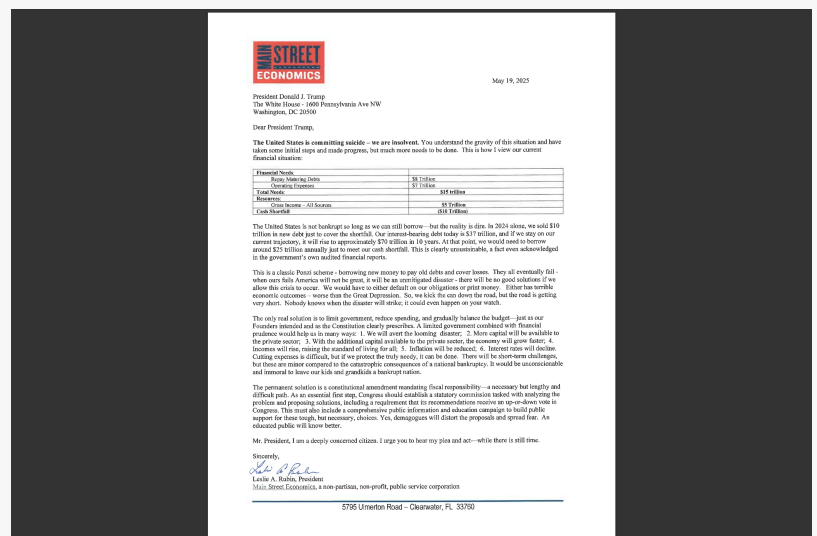 MAIN STREET
ECONOMICS
May 19, 2025
President Donald J. Trump
The White House - 1600 Pennsylvania Ave NW
Washington, DC 20500
Dear President Trump,
The United States is committing suicide – we are insolvent. You understand the gravity of this situation and have
taken some initial steps and made progress, but much more needs to be done. This is how I view our current
financial situation:
Financial Needs:
Repay Maturing Debts $8 Trillion
Operating Expenses $7 Trillion
Total Needs: $15 trillion
Resources:
Gross Income – All Sources $5 Trillion
Cash Shortfall ($10 Trillion)
The United States is not bankrupt so long as we can still borrow—but the reality is dire. In 2024 alone, we sold $10
trillion in new debt just to cover the shortfall. Our interest-bearing debt today is $37 trillion, and if we stay on our
current trajectory, it will rise to approximately $70 trillion in 10 years. At that point, we would need to borrow
around $25 trillion annually just to meet our cash shortfall. This is clearly unsustainable, a fact even acknowledged
in the government's own audited financial reports.
This is a classic Ponzi scheme - borrowing new money to pay old debts and cover losses. They all eventually fail -
when ours fails America will not be great, it will be an unmitigated disaster - there will be no good solutions if we
allow this crisis to occur. We would have to either default on our obligations or print money. Either has terrible
economic outcomes – worse than the Great Depression. So, we kick the can down the road, but the road is getting
very short. Nobody knows when the disaster will strike; it could even happen on your watch.
The only real solution is to limit government, reduce spending, and gradually balance the budget—just as our
Founders intended and as the Constitution clearly prescribes. A limited government combined with financial
prudence would help us in many ways: 1. We will avert the looming disaster; 2. More capital will be available to
the private sector; 3. With the additional capital available to the private sector, the economy will grow faster; 4.
Incomes will rise, raising the standard of living for all; 5. Inflation will be reduced; 6. Interest rates will decline.
Cutting expenses is difficult, but if we protect the truly needy, it can be done. There will be short-term challenges,
but these are minor compared to the catastrophic consequences of a national bankruptcy. It would be unconscionable
and immoral to leave our kids and grandkids a bankrupt nation.
The permanent solution is a constitutional amendment mandating fiscal responsibility—a necessary but lengthy and
difficult path. As an essential first step, Congress should establish a statutory commission tasked with analyzing the
problem and proposing solutions, including a requirement that its recommendations receive an up-or-down vote in
Congress. This must also include a comprehensive public information and education campaign to build public
support for these tough, but necessary, choices. Yes, demagogues will distort the proposals and spread fear. An
educated public will know better.
Mr. President, I am a deeply concerned citizen. I urge you to hear my plea and act—while there is still time.
Sincerely,
Leslie A. Rubin, President
Main Street Economics, a non-partisan, non-profit, public service corporation
5795 Ulmerton Road – Clearwater, FL 33760